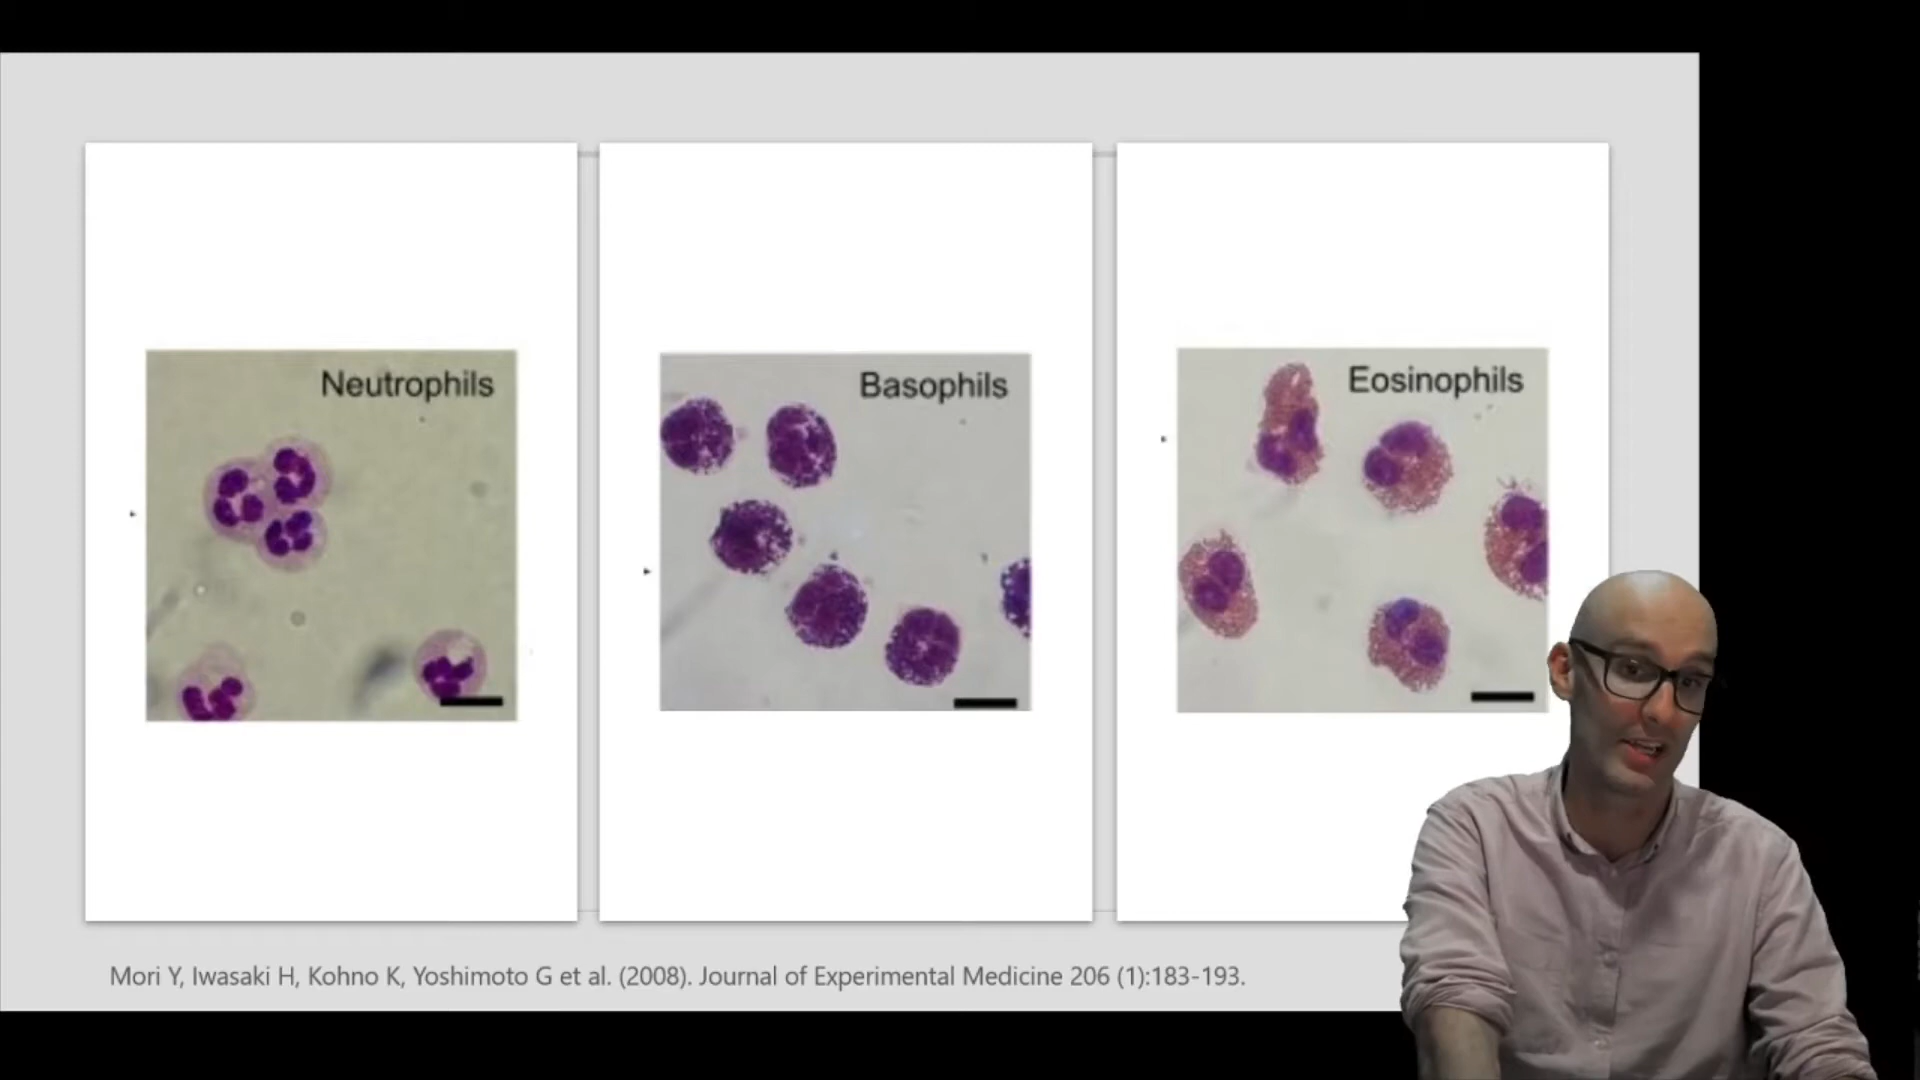 Neutrophils
Basophils
Eosinophils
Mori Y, Iwasaki H, Kohno K, Yoshimoto G et al. (2008). Journal of Experimental Medicine 206 (1):183-193.